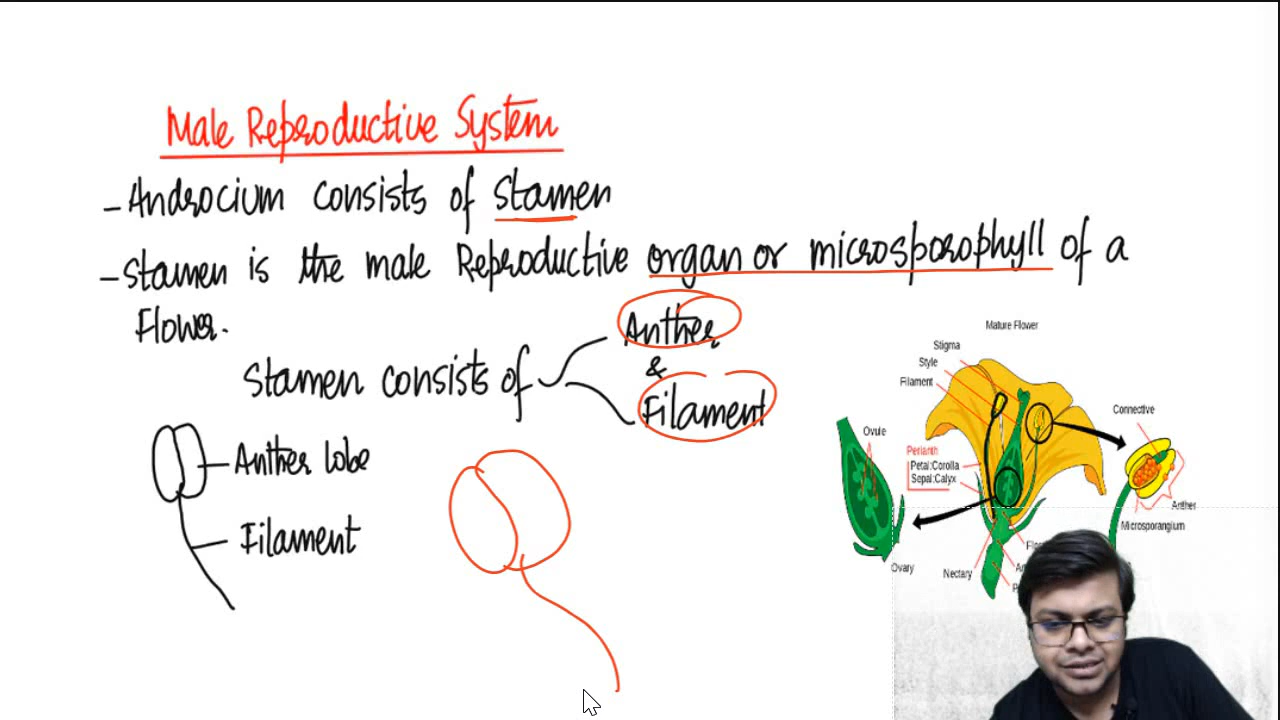 Male Reproductive System
- Androcium consists of stamen
- stamen is the male Reproductive organ or microsporophyll of a
Flower.
Stamen consists of
Anther
&
Filament
Anther lobe
Filament
Mature Flower
Stigma
Style
Filament
Connective
Ovule
Perianth
Petal:Corolla
Sepal:Calyx
Anther
Microsporangium
Ovary
Nectary